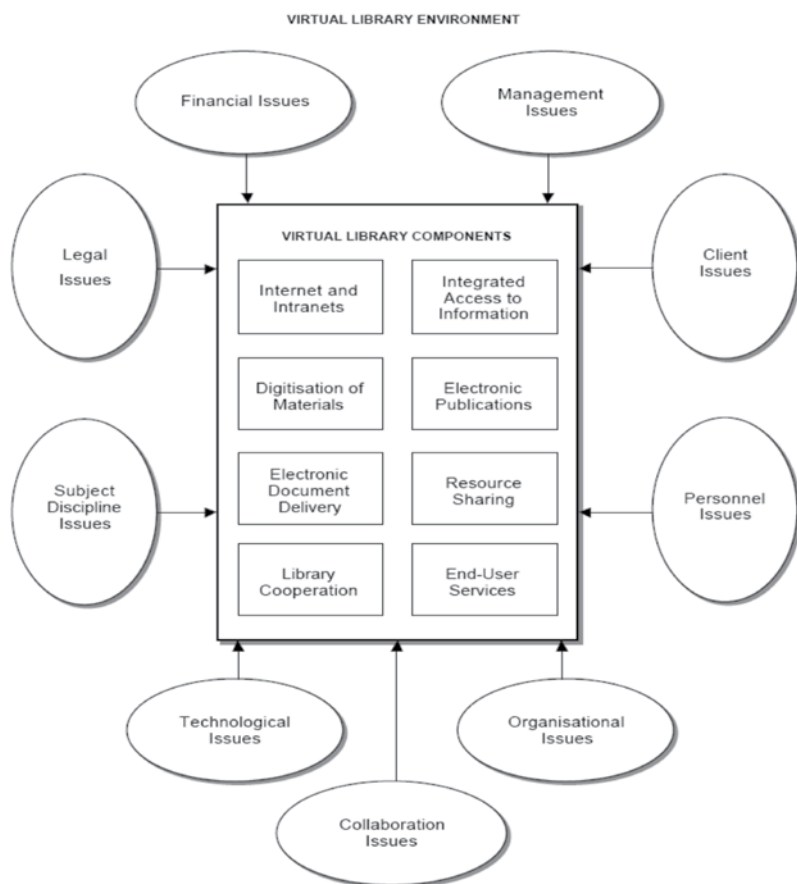 VIRTUAL LIBRARY ENVIRONMENT
Financial Issues
Management
Issues
Legal
Issues
Client
Issues
VIRTUAL LIBRARY COMPONENTS
Internet and
Intranets
Integrated
Access to
Information
Digitisation of
Materials
Electronic
Publications
Electronic
Document
Delivery
Resource
Sharing
Subject
Discipline
Issues
Personnel
Issues
Library
Cooperation
End-User
Services
Technological
Issues
Organisational
Issues
Collaboration
Issues